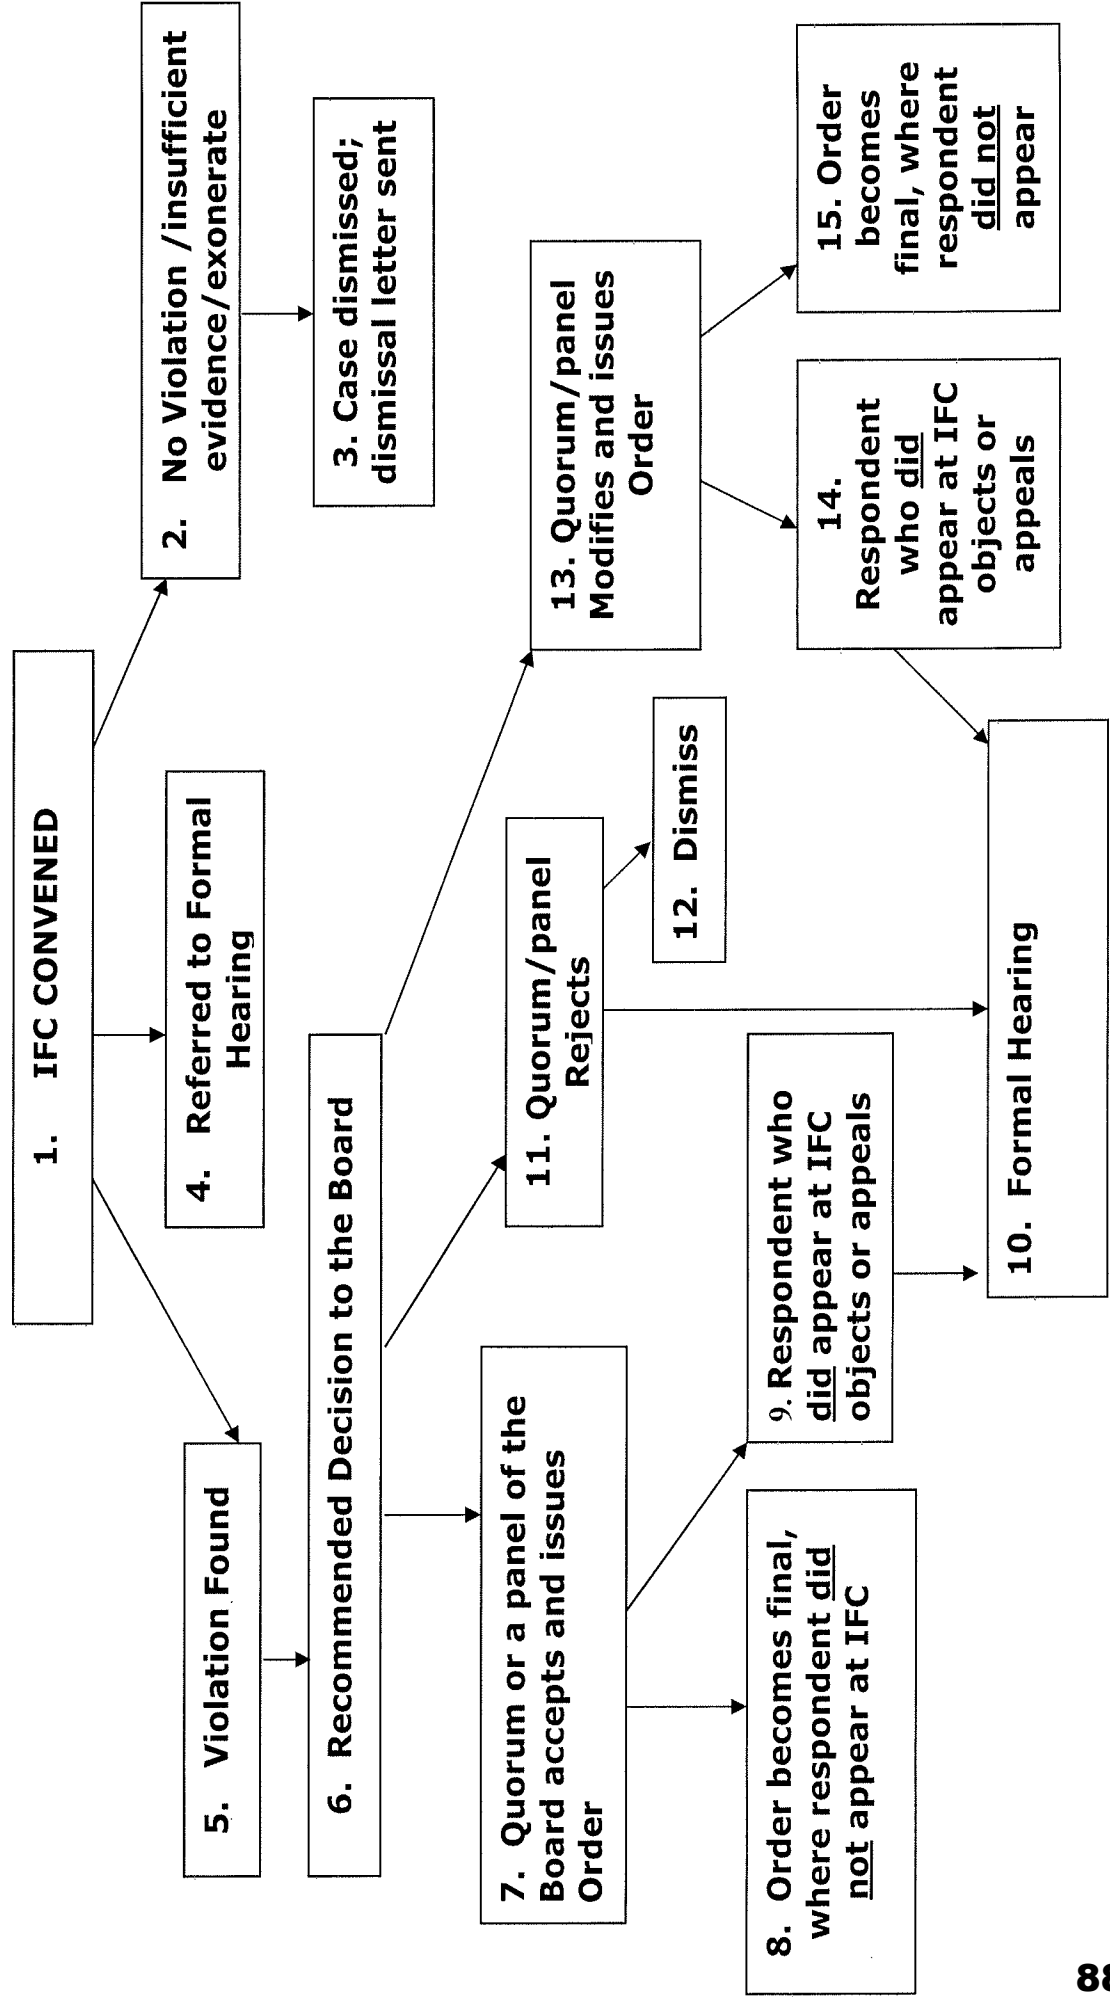 1. IFC CONVENED
2. No Violation /insufficient
evidence/exonerate
3. Case dismissed;
dismissal letter sent
4. Referred to Formal
Hearing
5. Violation Found
6. Recommended Decision to the Board
7. Quorum or a panel of the
Board accepts and issues
Order
8. Order becomes final,
where respondent did
not appear at IFC
9. Respondent who
did appear at IFC
objects or appeals
10. Formal Hearing
11. Quorum/panel
Rejects
12. Dismiss
13. Quorum/panel
Modifies and issues
Order
14.
Respondent
who did
appear at IFC
objects or
appeals
15. Order
becomes
final, where
respondent
did not
appear